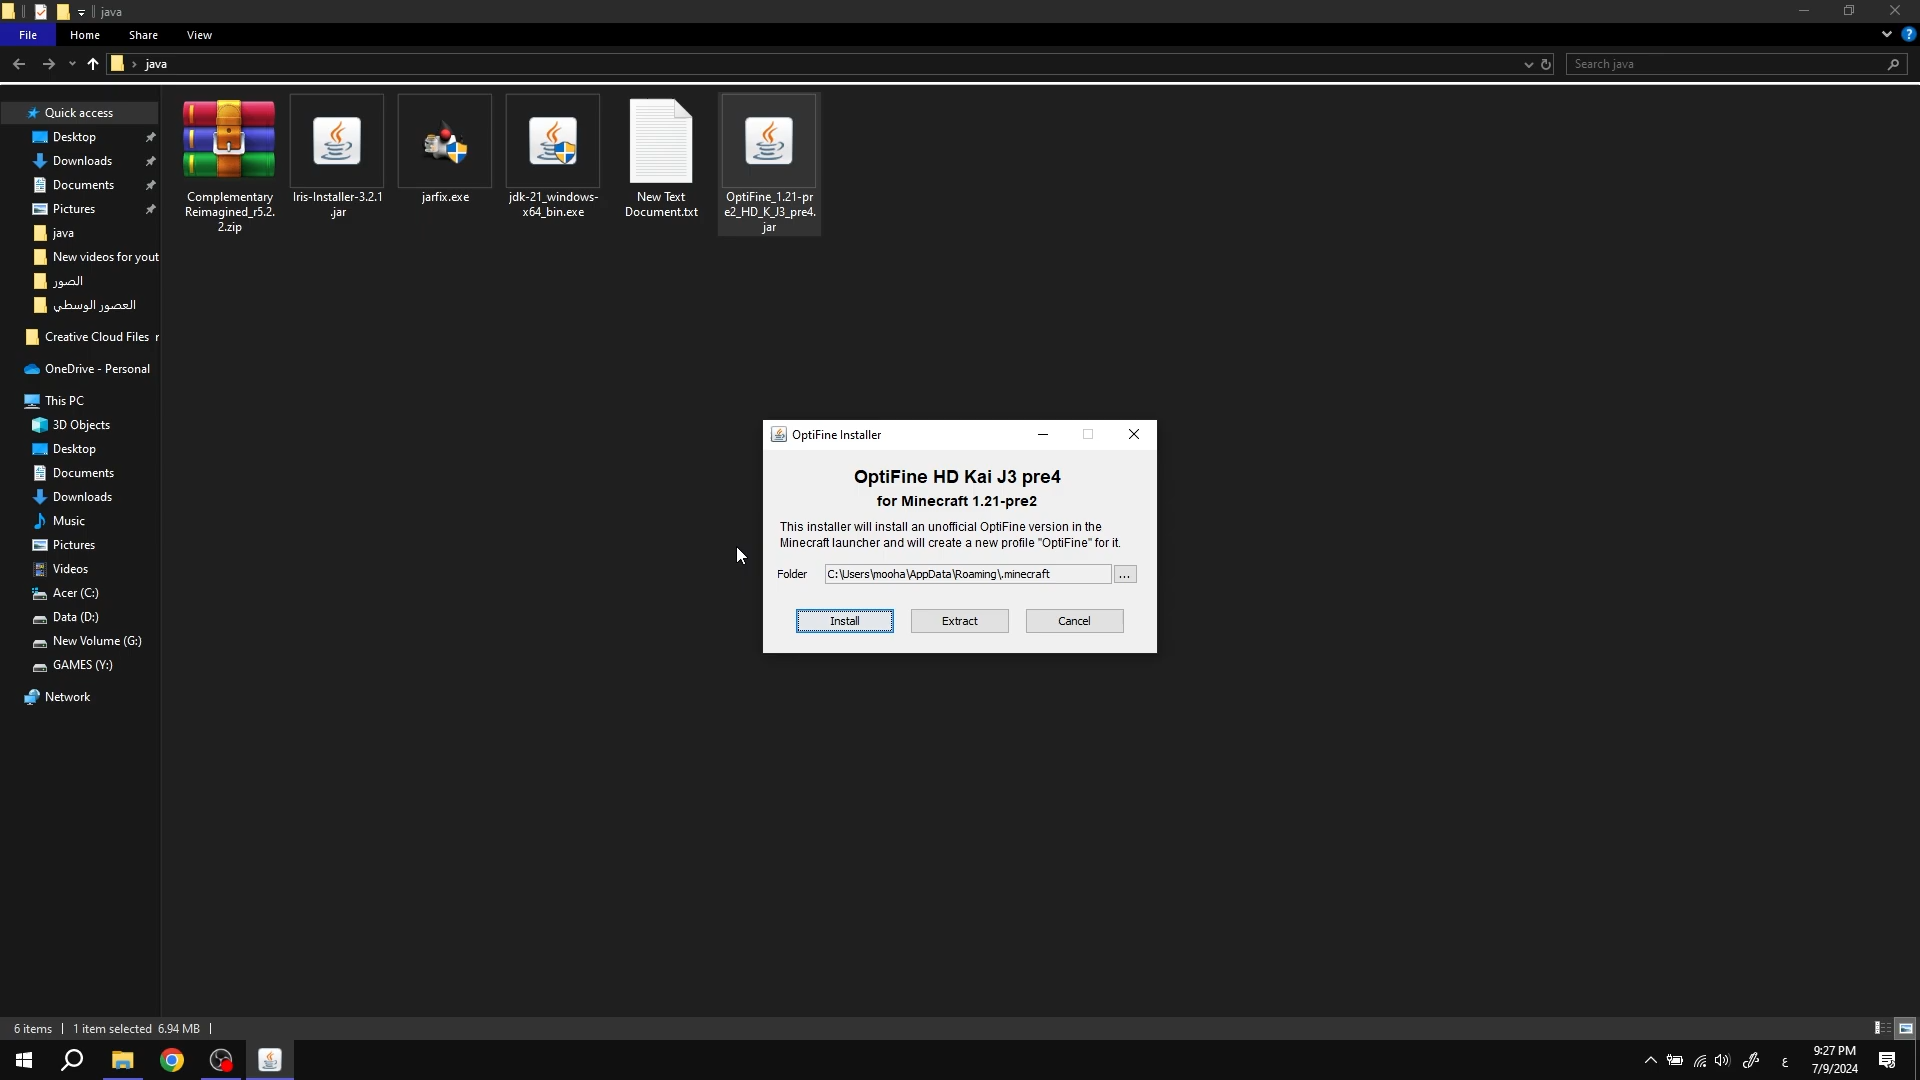 java
File
Home
Share
View
java
Search java
Quick access
Desktop
Downloads
Documents
Pictures
java
New videos for yout
الصور
العصور الوسطي
Creative Cloud Files r
OneDrive - Personal
This PC
3D Objects
Desktop
Documents
Downloads
Music
Pictures
Videos
Acer (C:)
Data (D:)
New Volume (G:)
GAMES (Y:)
Network
Complementary
Reimagined_r5.2.
2.zip
Iris-Installer-3.2.1
.jar
jarfix.exe
jdk-21_windows-
x64_bin.exe
New Text
Document.txt
OptiFine_1.21-pr
e2_HD_K_J3_pre4.
jar
OptiFine Installer
OptiFine HD Kai J3 pre4
for Minecraft 1.21-pre2
This installer will install an unofficial OptiFine version in the
Minecraft launcher and will create a new profile "OptiFine" for it.
Folder
C:\Users\mooha\AppData\Roaming\.minecraft
...
Install
Extract
Cancel
6 items
1 item selected 6.94 MB
ع
9:27 PM
7/9/2024